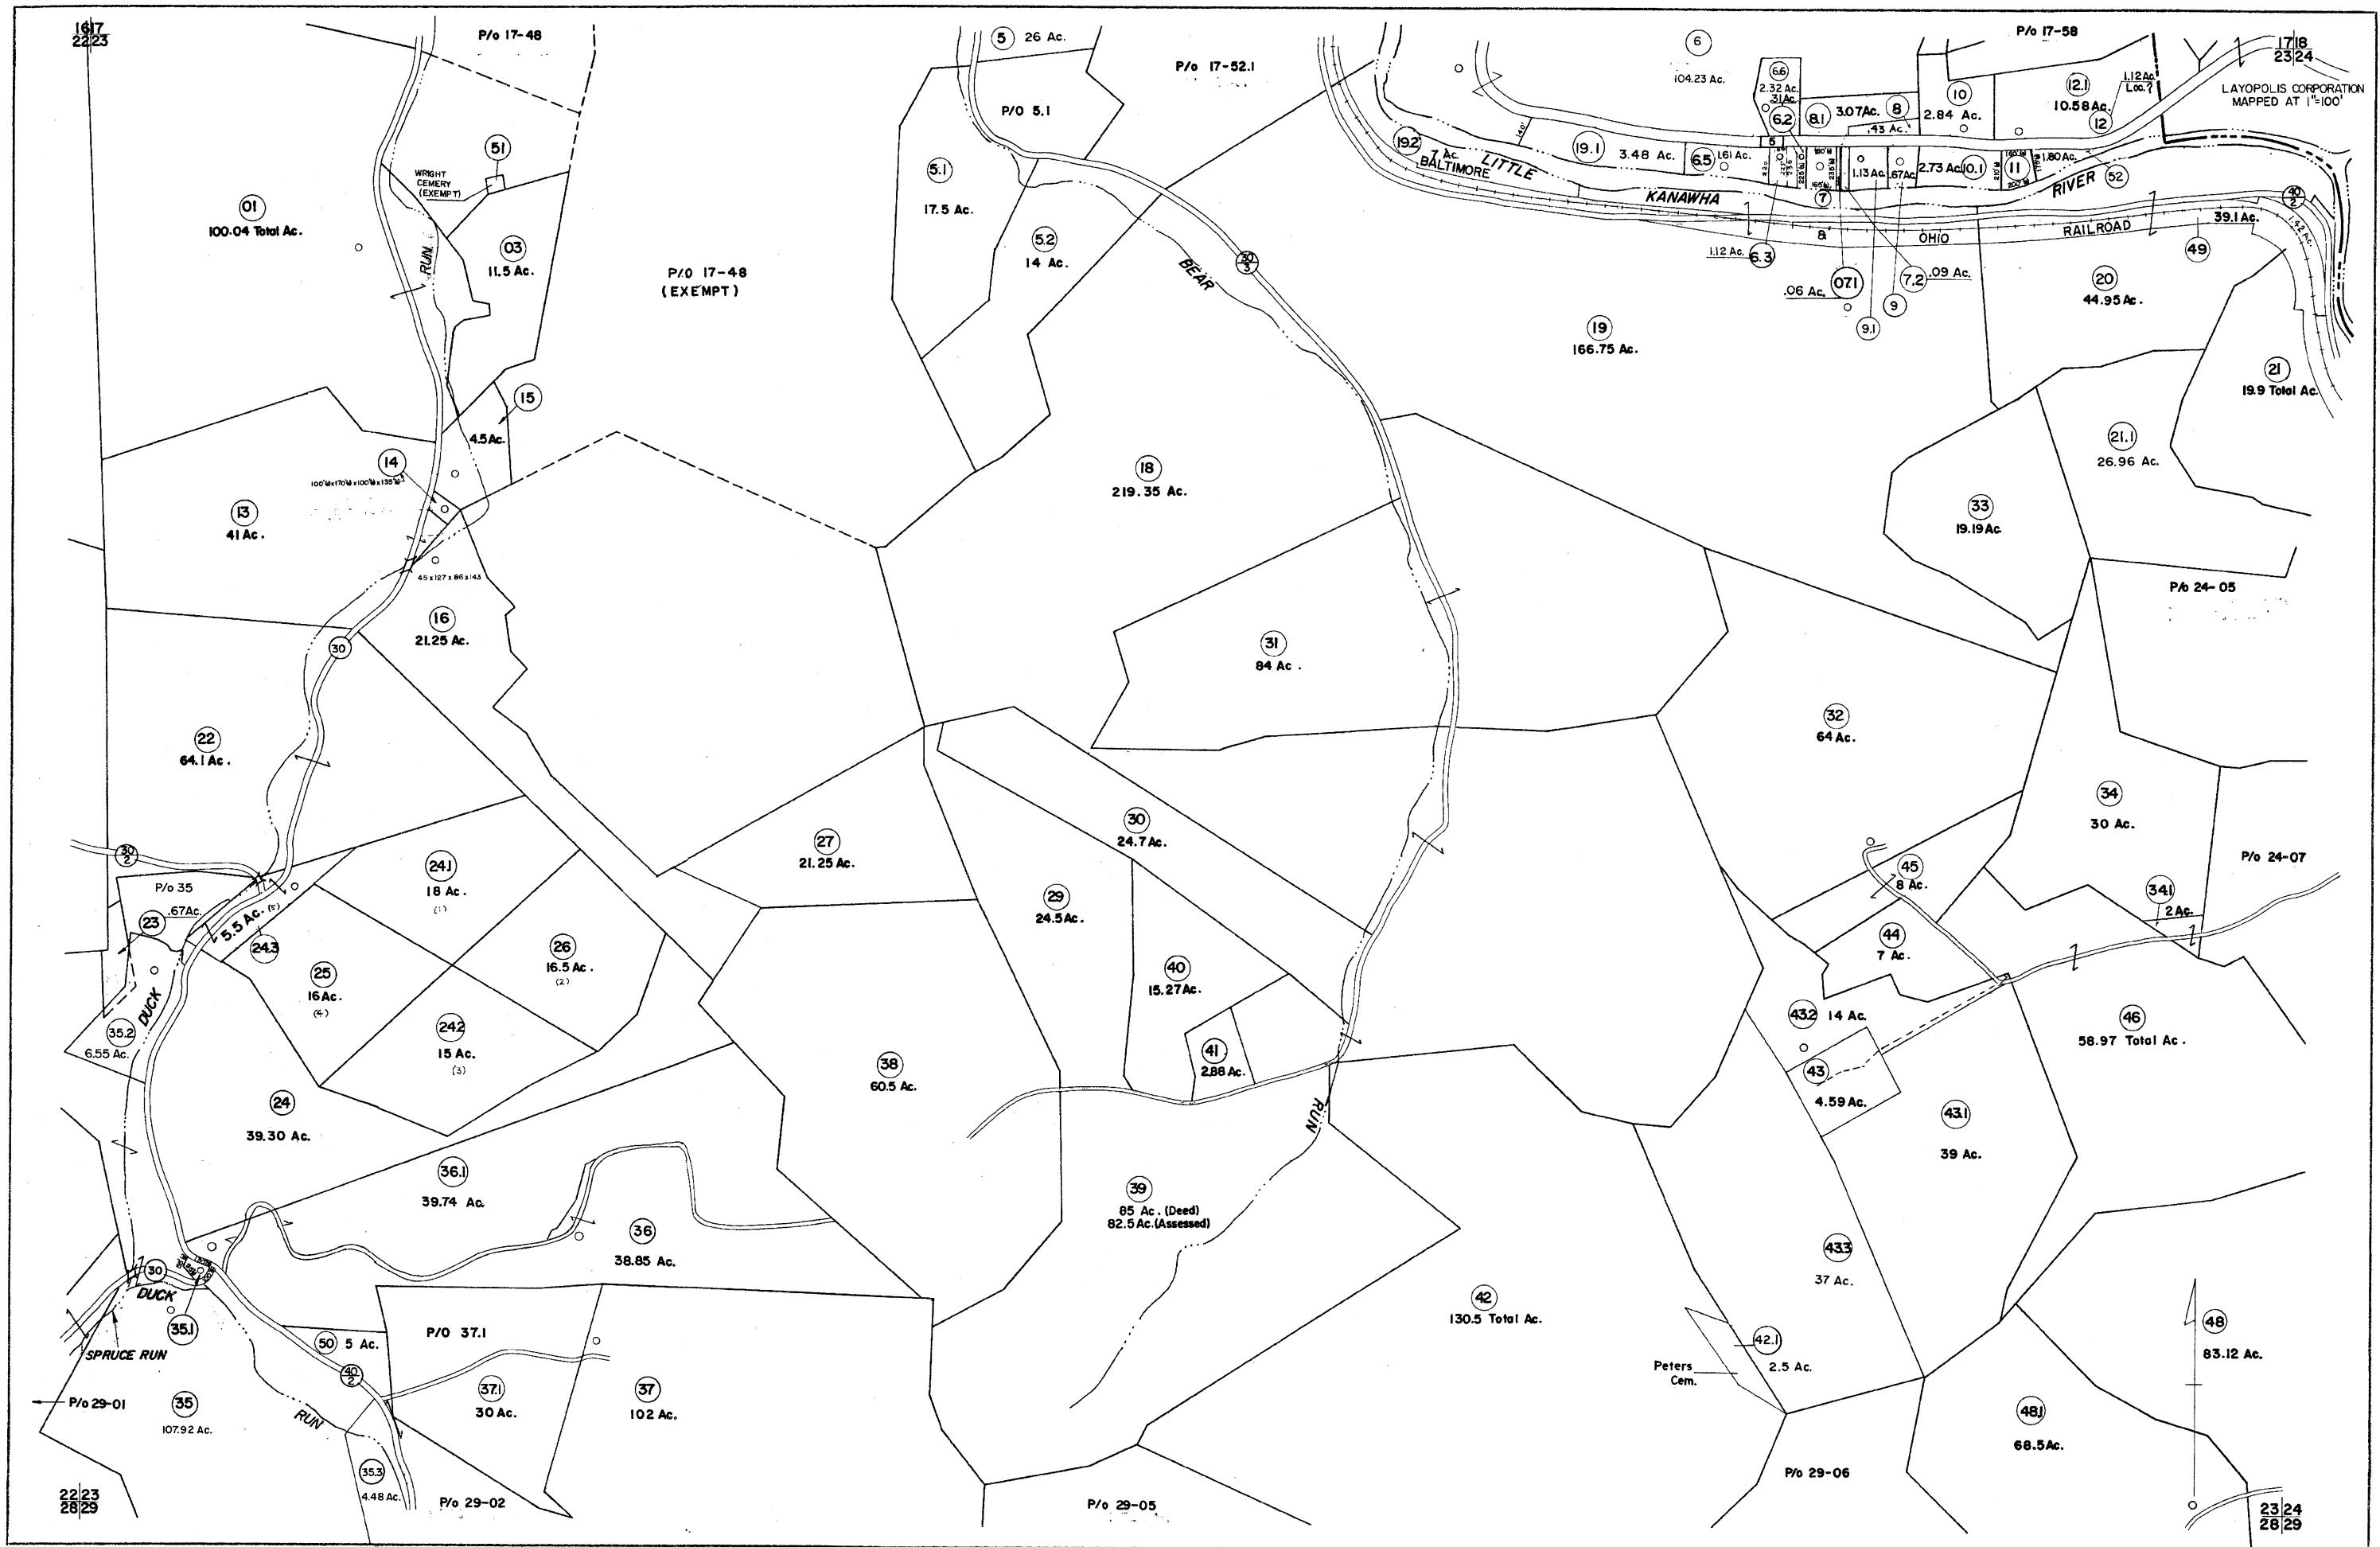 16|17
22|23
P/o 17-48
5 26 Ac.
P/o 17-52.1
P/O 5.1
6
104.23 Ac.
P/o 17-58
17|18
23|24
LAYOPOLIS CORPORATION
MAPPED AT 1"=100'
6.6
2.32 Ac.
.31Ac.
6.2
8.1
3.07Ac.
8
.43 Ac.
10
2.84 Ac.
12.1
10.58 Ac.
1.12Ac.
Loc.?
12
51
WRIGHT
CEMERY
(EXEMPT)
01
100.04 Total Ac.
03
11.5 Ac.
RUN
P/O 17-48
(EXEMPT)
5.1
17.5 Ac.
5.2
14 Ac.
BEAR
30
3
140'
19.2
7 Ac.
LITTLE
BALTIMORE
19.1
3.48 Ac.
6.5
1.61 Ac.
5
7
1.13 Ac.
.67Ac.
2.73 Ac.
10.1
11
1.80 Ac.
52
KANAWHA
RIVER
&
OHIO
RAILROAD
40
2
39.1 Ac.
1.42 Ac.
49
1.12 Ac.
6.3
.06 Ac.
07.1
7.2
.09 Ac.
9
9.1
20
44.95 Ac.
19
166.75 Ac.
21
19.9 Total Ac.
15
4.5Ac.
14
13
41 Ac.
45x127x86x143
16
21.25 Ac.
30
18
219.35 Ac.
21.1
26.96 Ac.
33
19.19 Ac.
P/o 24-05
31
84 Ac.
22
64.1 Ac.
32
64 Ac.
34
30 Ac.
P/o 24-07
30
2
27
21.25 Ac.
30
24.7 Ac.
24.1
18 Ac.
(1)
P/o 35
.67Ac.
23
5.5 Ac. (5)
24.3
29
24.5 Ac.
45
8 Ac.
34.1
2 Ac.
44
7 Ac.
26
16.5 Ac.
(2)
25
16 Ac.
(4)
40
15.27 Ac.
DUCK
35.2
6.55 Ac.
24.2
15 Ac.
(3)
43.2 14 Ac.
46
58.97 Total Ac.
38
60.5 Ac.
41
2.88 Ac.
43
4.59 Ac.
24
39.30 Ac.
RUN
43.1
39 Ac.
36.1
39.74 Ac.
39
85 Ac. (Deed)
82.5 Ac. (Assessed)
36
38.85 Ac.
43.3
37 Ac.
30
DUCK
35.1
SPRUCE RUN
50 5 Ac.
P/O 37.1
40
2
42
130.5 Total Ac.
42.1
2.5 Ac.
Peters
Cem.
48
83.12 Ac.
P/o 29-01
35
107.92 Ac.
RUN
37.1
30 Ac.
37
102 Ac.
48.1
68.5 Ac.
35.3
4.48 Ac.
P/o 29-02
P/o 29-05
P/o 29-06
22|23
28|29
23|24
28|29